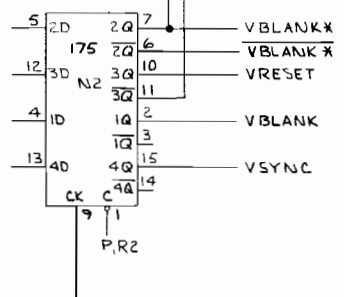 5 2D 2Q 7 VBLANK*
175 2Q̅ 6 V̅B̅L̅A̅N̅K̅ *̅
12 3D 3Q 10 VRESET
N2 3Q̅ 11
4 1D 1Q 2 VBLANK
1Q̅ 3
13 4D 4Q 15 VSYNC
4Q̅ 14
CK C
9 1
P,R2